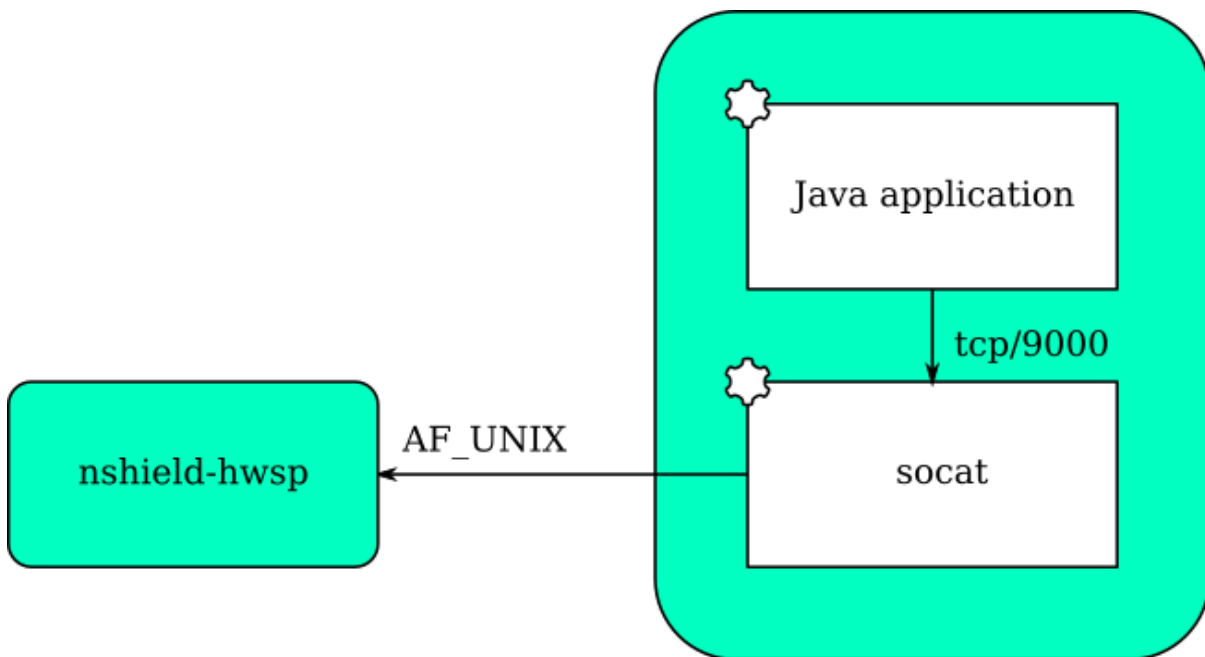 Java application
tcp/9000
AF_UNIX
nshield-hwsp
socat